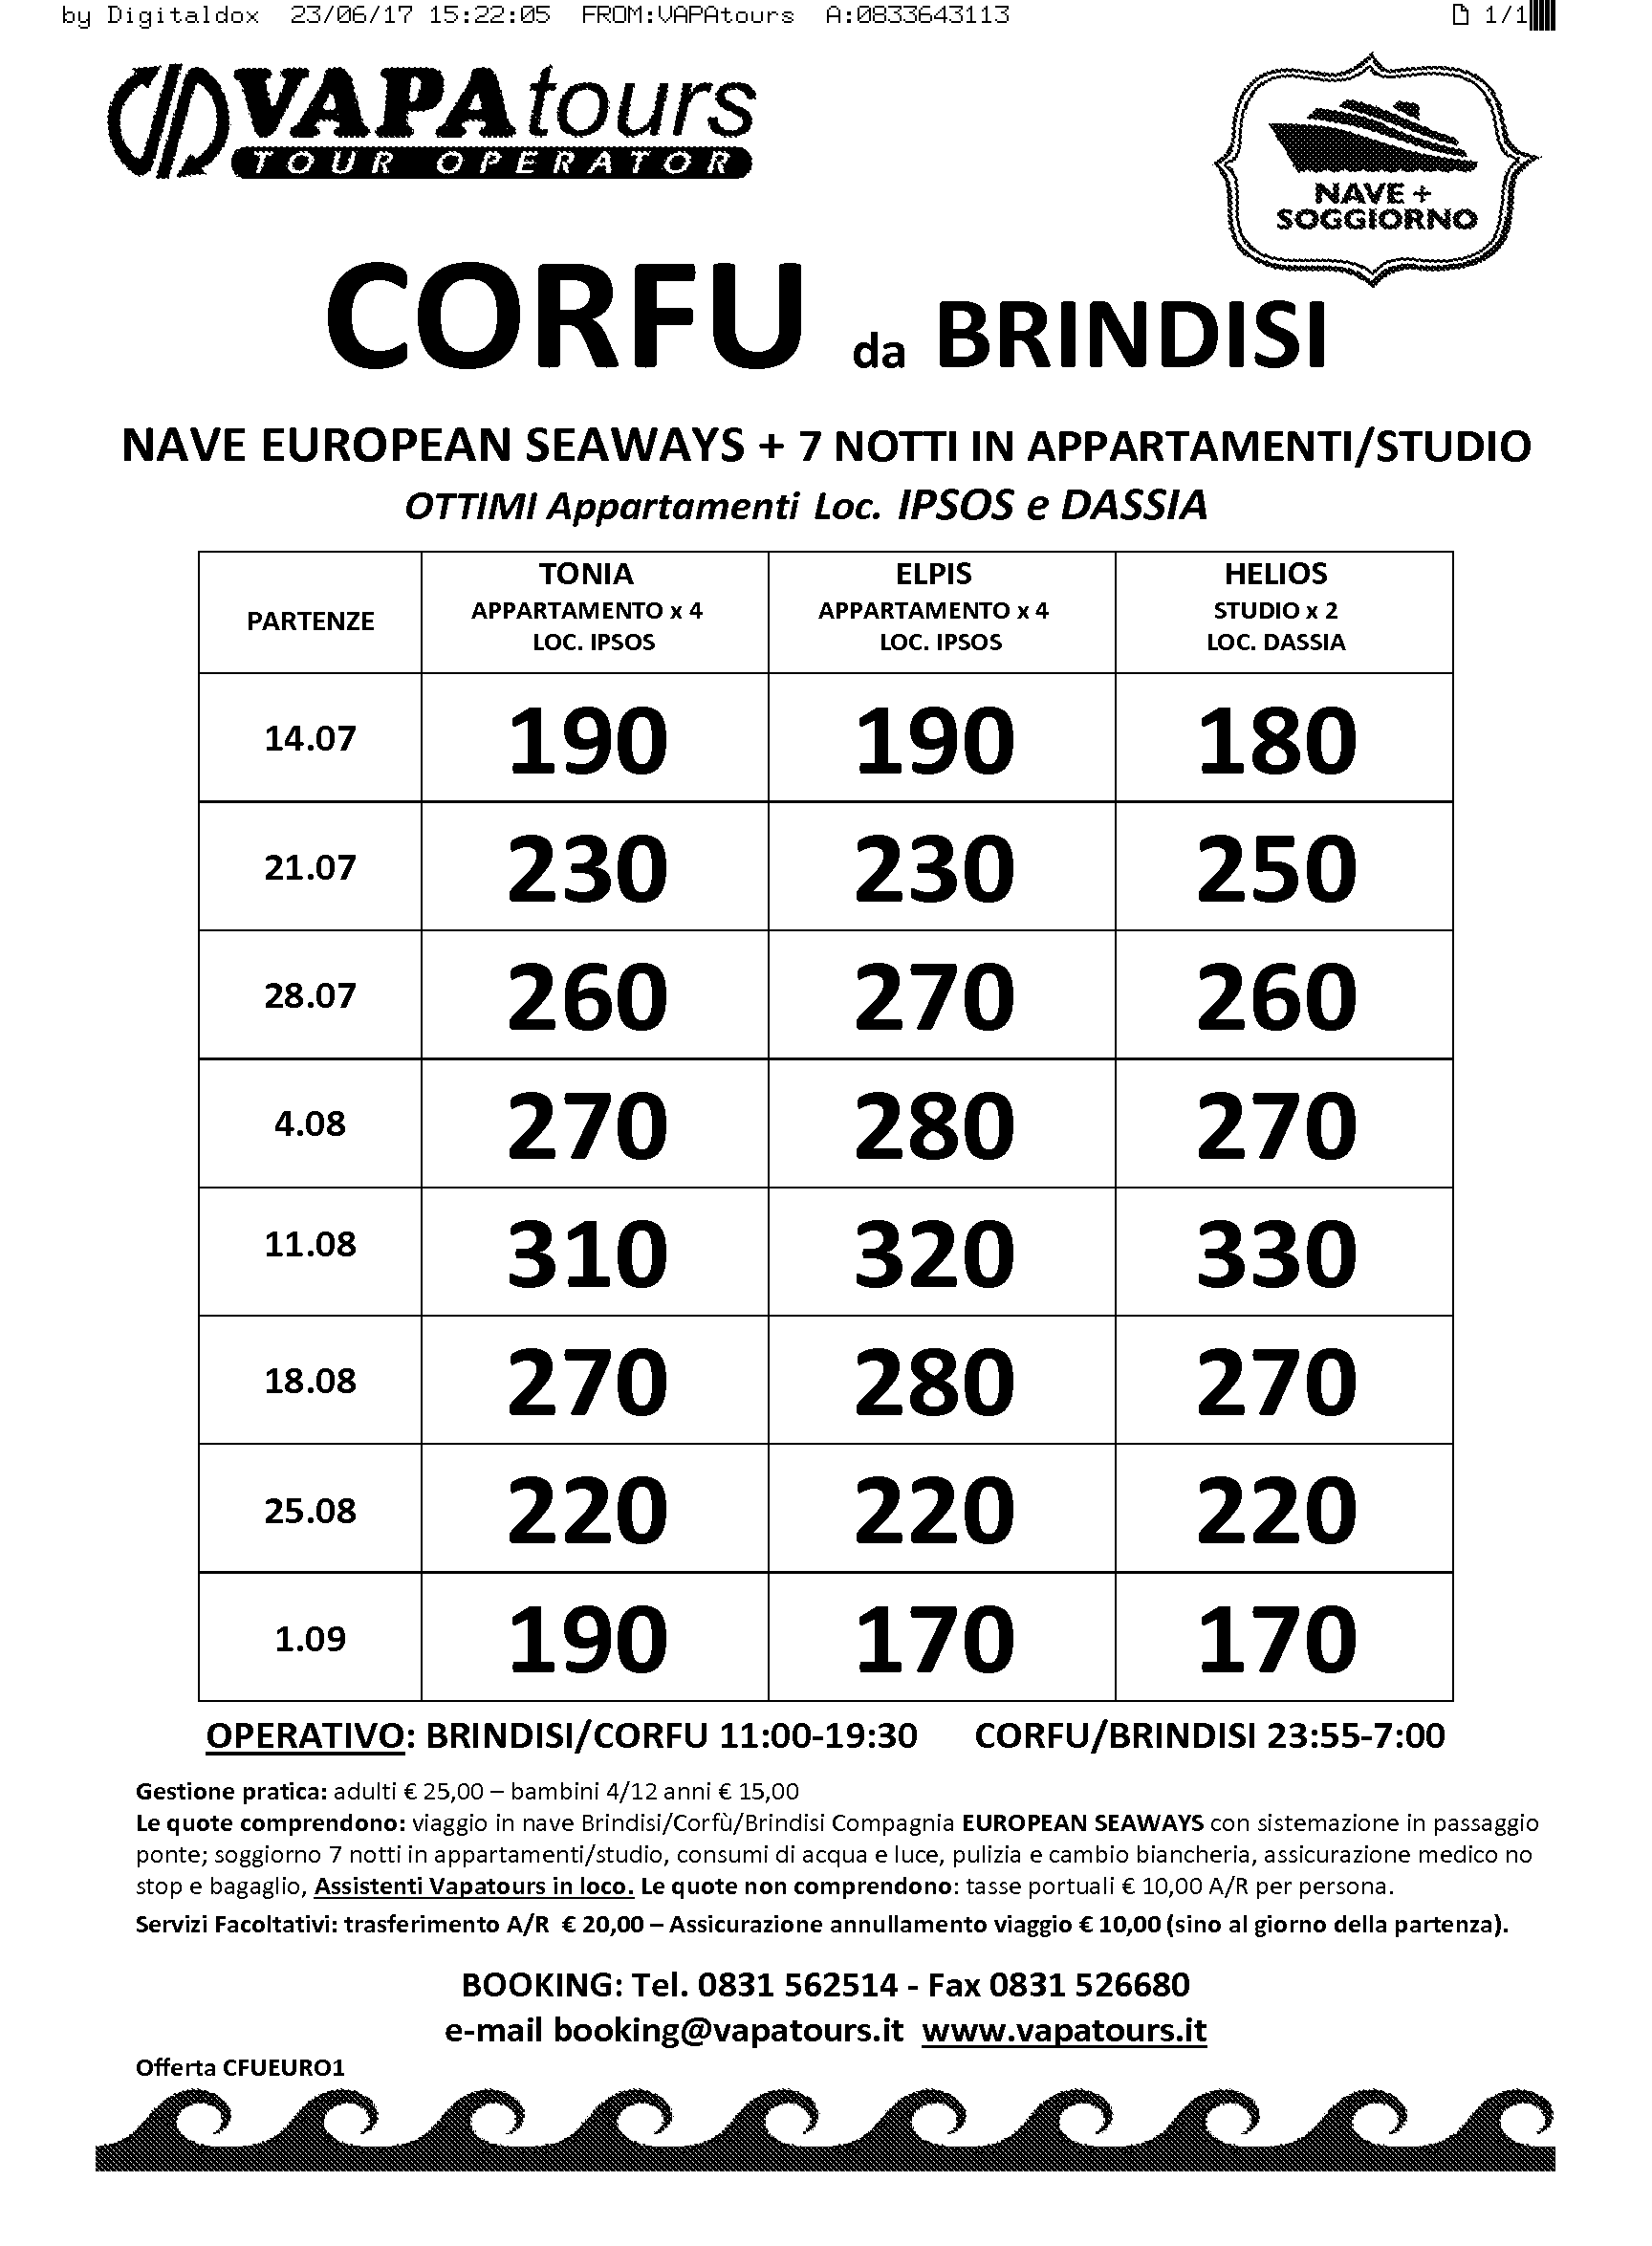 by Digitaldox 23/06/17 15:22:05 FROM:VAPAtours A:0833643113 1/1
VAPA tours
TOUR OPERATOR
NAVE +
SOGGIORNO
CORFU da BRINDISI
NAVE EUROPEAN SEAWAYS + 7 NOTTI IN APPARTAMENTI/STUDIO
OTTIMI Appartamenti Loc. IPSOS e DASSIA
PARTENZE
TONIA
APPARTAMENTO x 4
LOC. IPSOS
ELPIS
APPARTAMENTO x 4
LOC. IPSOS
HELIOS
STUDIO x 2
LOC. DASSIA
14.07 190 190 180
21.07 230 230 250
28.07 260 270 260
4.08 270 280 270
11.08 310 320 330
18.08 270 280 270
25.08 220 220 220
1.09 190 170 170
OPERATIVO: BRINDISI/CORFU 11:00-19:30 CORFU/BRINDISI 23:55-7:00
Gestione pratica: adulti € 25,00 – bambini 4/12 anni € 15,00
Le quote comprendono: viaggio in nave Brindisi/Corfù/Brindisi Compagnia EUROPEAN SEAWAYS con sistemazione in passaggio
ponte; soggiorno 7 notti in appartamenti/studio, consumi di acqua e luce, pulizia e cambio biancheria, assicurazione medico no
stop e bagaglio, Assistenti Vapatours in loco. Le quote non comprendono: tasse portuali € 10,00 A/R per persona.
Servizi Facoltativi: trasferimento A/R € 20,00 – Assicurazione annullamento viaggio € 10,00 (sino al giorno della partenza).
BOOKING: Tel. 0831 562514 - Fax 0831 526680
e-mail booking@vapatours.it www.vapatours.it
Offerta CFUEURO1